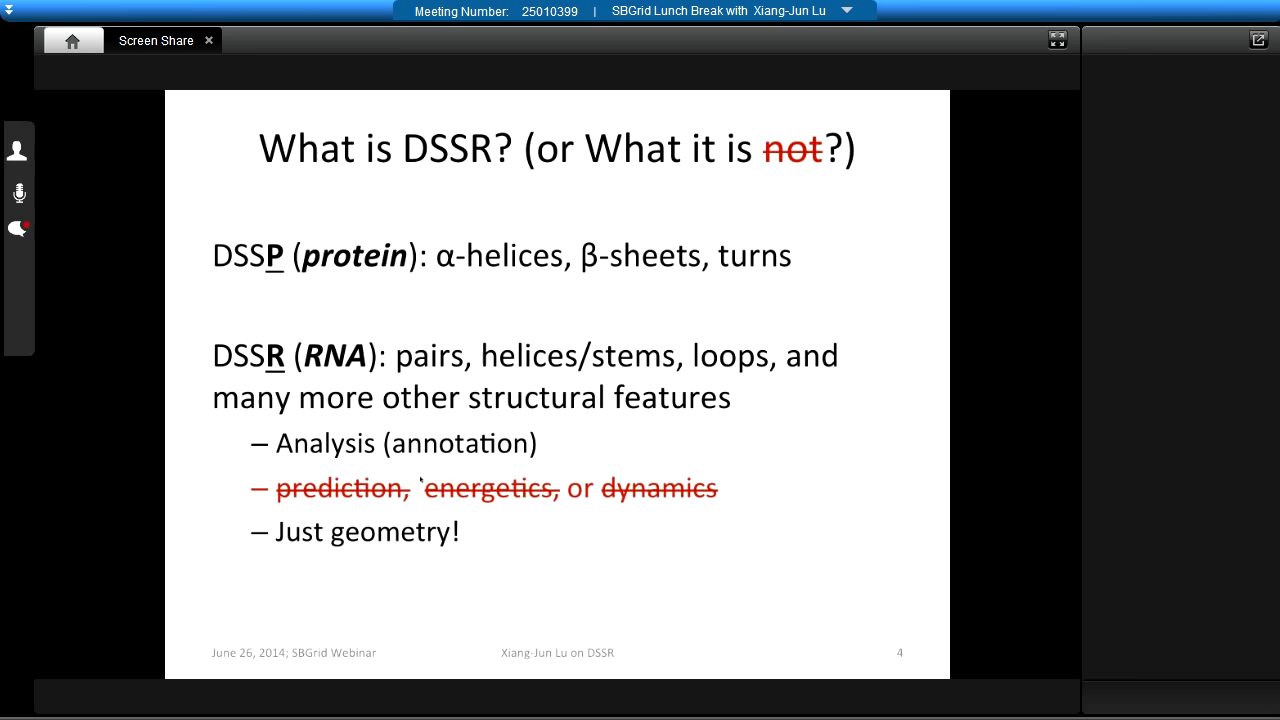 Meeting Number: 25010399 | SBGrid Lunch Break with Xiang-Jun Lu
Screen Share ×
What is DSSR? (or What it is not?)
DSSP (protein): α-helices, β-sheets, turns
DSSR (RNA): pairs, helices/stems, loops, and
many more other structural features
– Analysis (annotation)
– prediction, energetics, or dynamics
– Just geometry!
June 26, 2014; SBGrid Webinar
Xiang-Jun Lu on DSSR
4